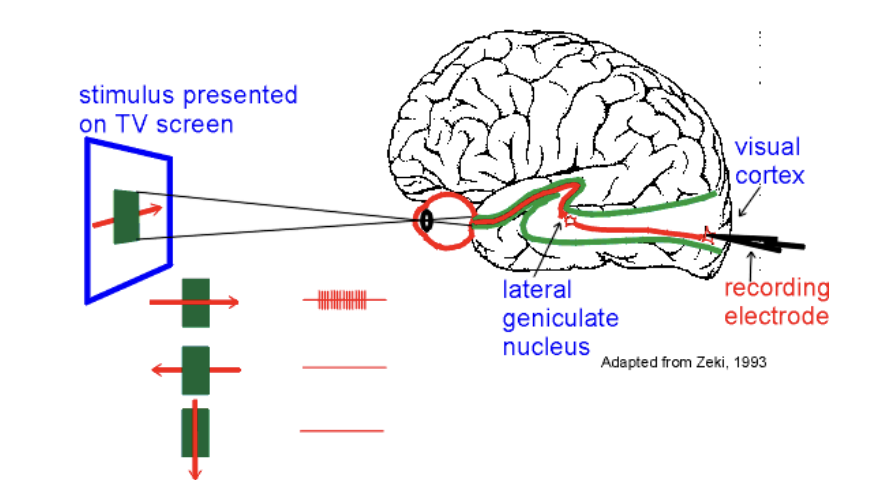 stimulus presented
on TV screen
visual
cortex
lateral
geniculate
nucleus
recording
electrode
Adapted from Zeki, 1993